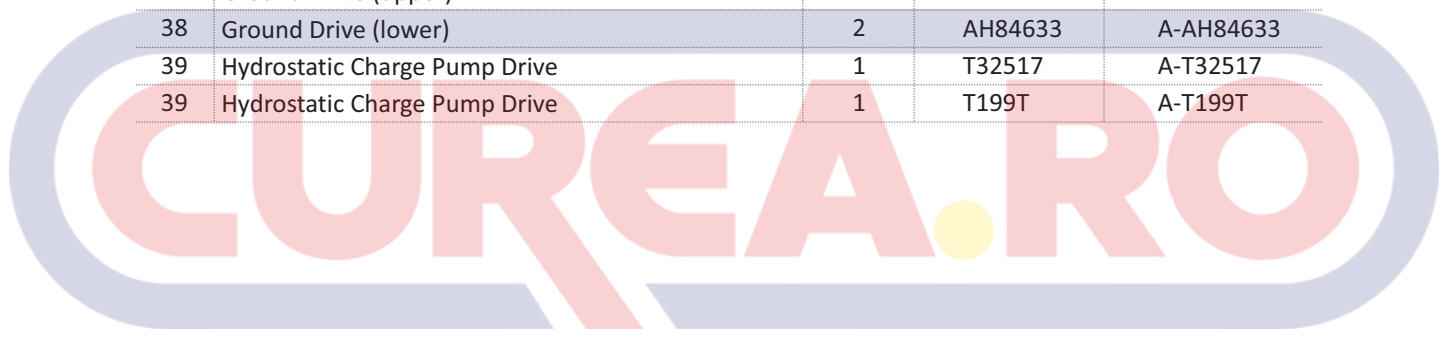 38 Ground Drive (lower) 2 AH84633 A-AH84633
39 Hydrostatic Charge Pump Drive 1 T32517 A-T32517
39 Hydrostatic Charge Pump Drive 1 T199T A-T199T
CUREA.RO